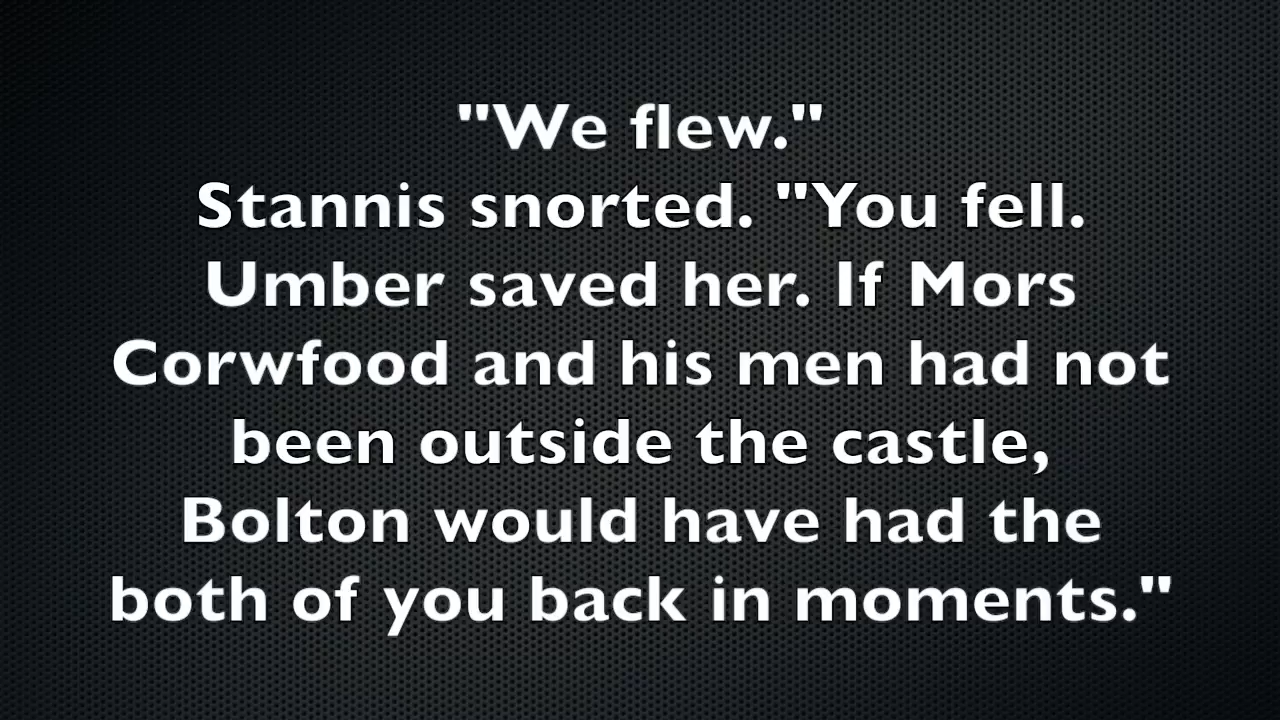 "We flew."
Stannis snorted. "You fell.
Umber saved her. If Mors
Corwfood and his men had not
been outside the castle,
Bolton would have had the
both of you back in moments."